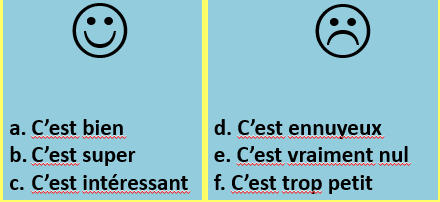 a. C'est bien
b. C'est super
c. C'est intéressant
d. C'est ennuyeux
e. C'est vraiment nul
f. C'est trop petit